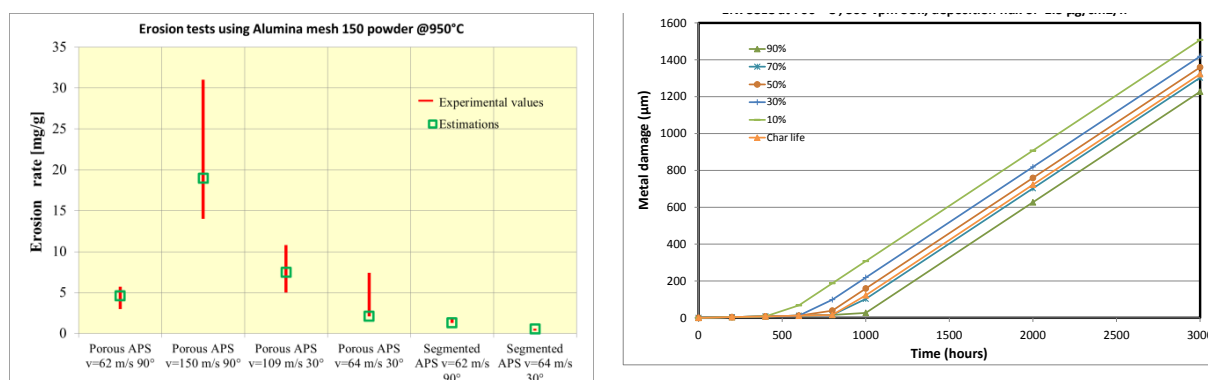 Erosion tests using Alumina mesh 150 powder @950°C
35
30
25
20
15
10
5
0
Erosion rate [mg/g]
Experimental values
Estimations
Porous APS
v=62 m/s 90°
Porous APS
v=150 m/s 90°
Porous APS
v=109 m/s 30°
Porous APS
v=64 m/s 30°
Segmented
APS v=62 m/s
90°
Segmented
APS v=64 m/s
30°
1600
1400
1200
1000
800
600
400
200
0
Metal damage (µm)
90%
70%
50%
30%
10%
Char life
0
500
1000
1500
2000
2500
3000
Time (hours)